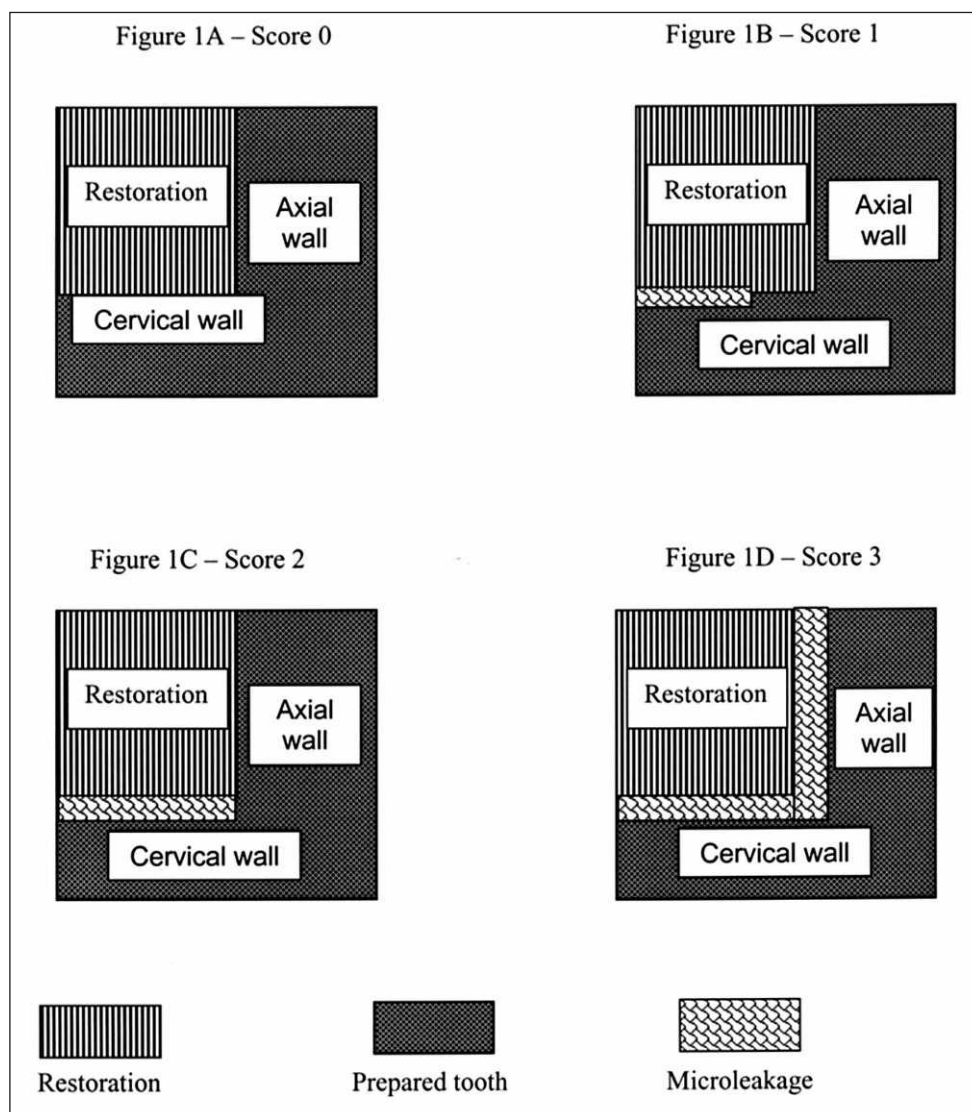 Figure 1A – Score 0
Figure 1B – Score 1
Restoration
Axial
wall
Cervical wall
Restoration
Axial
wall
Cervical wall
Figure 1C – Score 2
Figure 1D – Score 3
Restoration
Axial
wall
Cervical wall
Restoration
Axial
wall
Cervical wall
Restoration
Prepared tooth
Microleakage